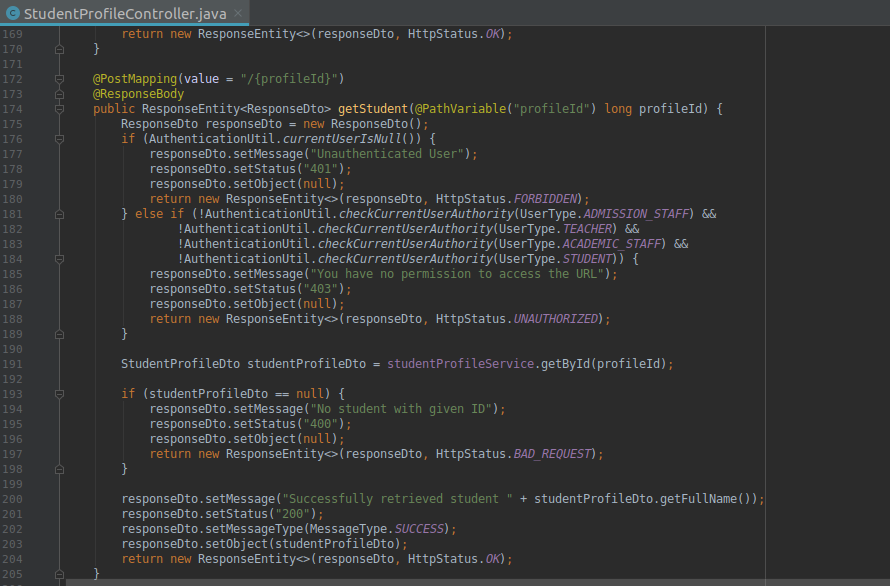 StudentProfileController.java ×
169 return new ResponseEntity<>(responseDto, HttpStatus.OK);
170 }
171
172 @PostMapping(value = "/{profileId}")
173 @ResponseBody
174 public ResponseEntity<ResponseDto> getStudent(@PathVariable("profileId") long profileId) {
175 ResponseDto responseDto = new ResponseDto();
176 if (AuthenticationUtil.currentUserIsNull()) {
177 responseDto.setMessage("Unauthenticated User");
178 responseDto.setStatus("401");
179 responseDto.setObject(null);
180 return new ResponseEntity<>(responseDto, HttpStatus.FORBIDDEN);
181 } else if (!AuthenticationUtil.checkCurrentUserAuthority(UserType.ADMISSION_STAFF) &&
182 !AuthenticationUtil.checkCurrentUserAuthority(UserType.TEACHER) &&
183 !AuthenticationUtil.checkCurrentUserAuthority(UserType.ACADEMIC_STAFF) &&
184 !AuthenticationUtil.checkCurrentUserAuthority(UserType.STUDENT)) {
185 responseDto.setMessage("You have no permission to access the URL");
186 responseDto.setStatus("403");
187 responseDto.setObject(null);
188 return new ResponseEntity<>(responseDto, HttpStatus.UNAUTHORIZED);
189 }
190
191 StudentProfileDto studentProfileDto = studentProfileService.getById(profileId);
192
193 if (studentProfileDto == null) {
194 responseDto.setMessage("No student with given ID");
195 responseDto.setStatus("400");
196 responseDto.setObject(null);
197 return new ResponseEntity<>(responseDto, HttpStatus.BAD_REQUEST);
198 }
199
200 responseDto.setMessage("Successfully retrieved student " + studentProfileDto.getFullName());
201 responseDto.setStatus("200");
202 responseDto.setMessageType(MessageType.SUCCESS);
203 responseDto.setObject(studentProfileDto);
204 return new ResponseEntity<>(responseDto, HttpStatus.OK);
205 }